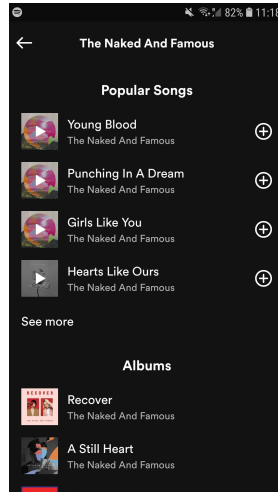 82% 11:18
The Naked And Famous
Popular Songs
Young Blood
The Naked And Famous
Punching In A Dream
The Naked And Famous
Girls Like You
The Naked And Famous
Hearts Like Ours
The Naked And Famous
See more
Albums
RECOVER
Recover
The Naked And Famous
A Still Heart
The Naked And Famous